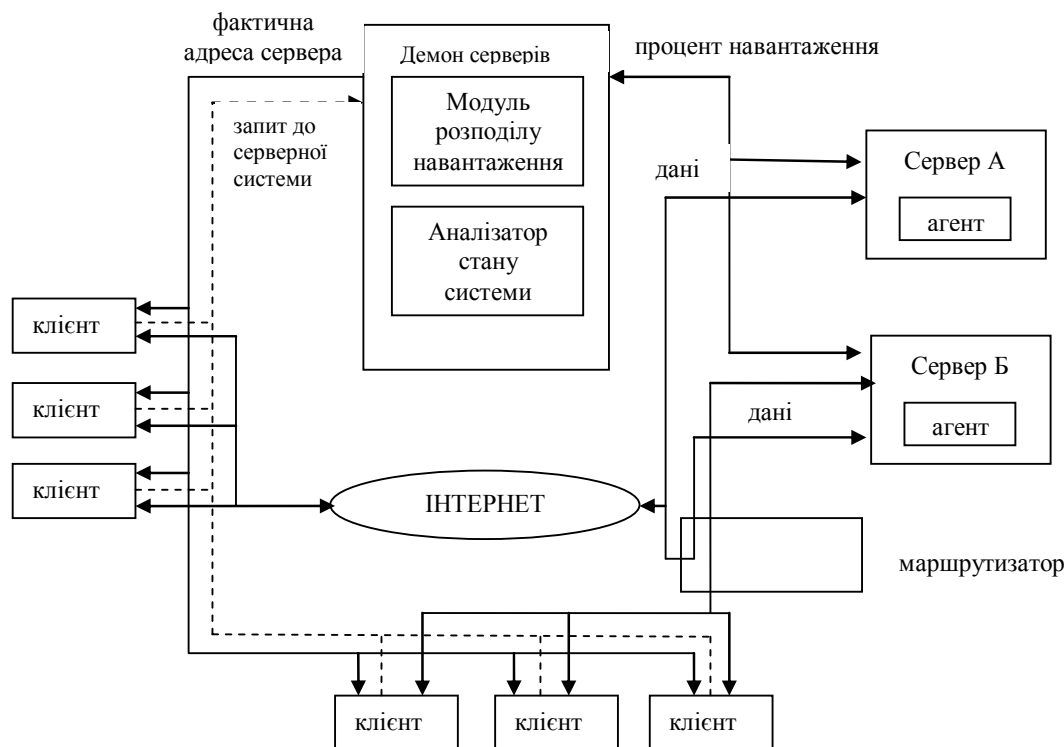 фактична
адреса сервера
Демон серверів
процент навантаження
Модуль
розподілу
навантаження
запит до
серверної
системи
дані
Сервер А
агент
Аналізатор
стану
системи
клієнт
клієнт
клієнт
Сервер Б
агент
дані
ІНТЕРНЕТ
маршрутизатор
клієнт
клієнт
клієнт